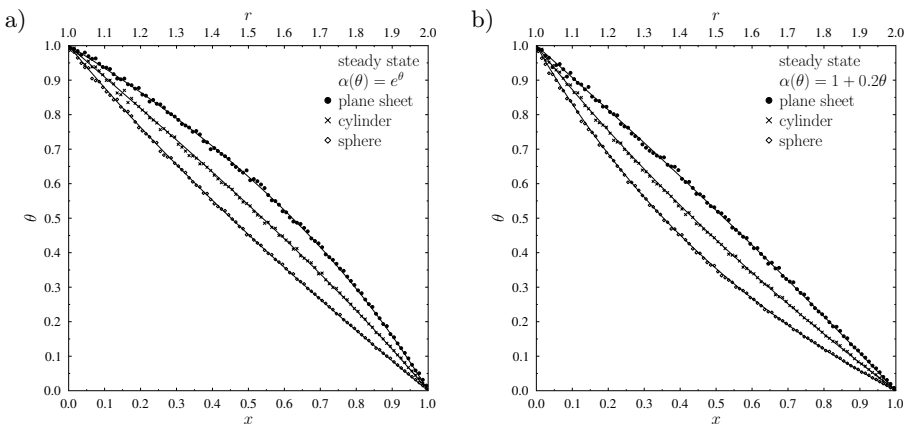 a)
r
1.0 1.1 1.2 1.3 1.4 1.5 1.6 1.7 1.8 1.9 2.0
1.0
0.9
0.8
0.7
0.6
0.5
0.4
0.3
0.2
0.1
0.0
θ
steady state
α(θ) = e^θ
plane sheet
cylinder
sphere
0.0 0.1 0.2 0.3 0.4 0.5 0.6 0.7 0.8 0.9 1.0
x
b)
r
1.0 1.1 1.2 1.3 1.4 1.5 1.6 1.7 1.8 1.9 2.0
1.0
0.9
0.8
0.7
0.6
0.5
0.4
0.3
0.2
0.1
0.0
θ
steady state
α(θ) = 1 + 0.2θ
plane sheet
cylinder
sphere
0.0 0.1 0.2 0.3 0.4 0.5 0.6 0.7 0.8 0.9 1.0
x